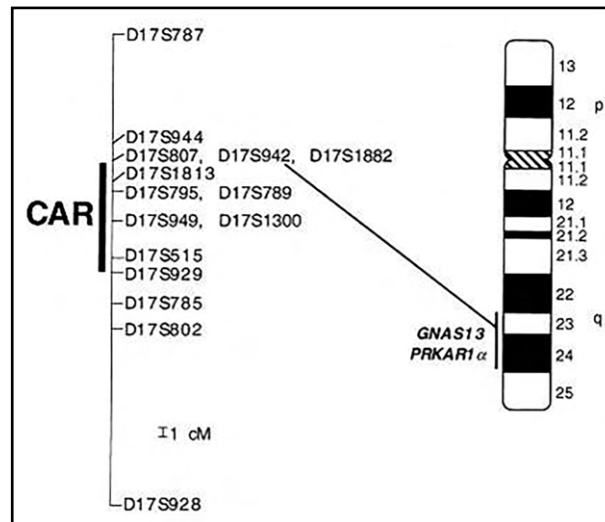 D17S787
D17S944
D17S807, D17S942, D17S1882
D17S1813
D17S795, D17S789
CAR
D17S949, D17S1300
D17S515
D17S929
D17S785
D17S802
1 cM
D17S928
13
12 p
11.2
11.1
11.1
11.2
12
21.1
21.2
21.3
22
q
23
24
25
GNAS13
PRKAR1α